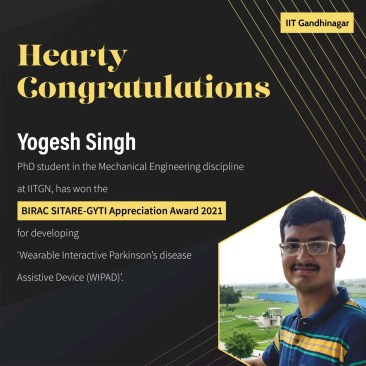 IIT Gandhinagar
Hearty
Congratulations
Yogesh Singh
PhD student in the Mechanical Engineering discipline
at IITGN, has won the
BIRAC SITARE-GYTI Appreciation Award 2021
for developing
‘Wearable Interactive Parkinson’s disease
Assistive Device (WIPAD)’.